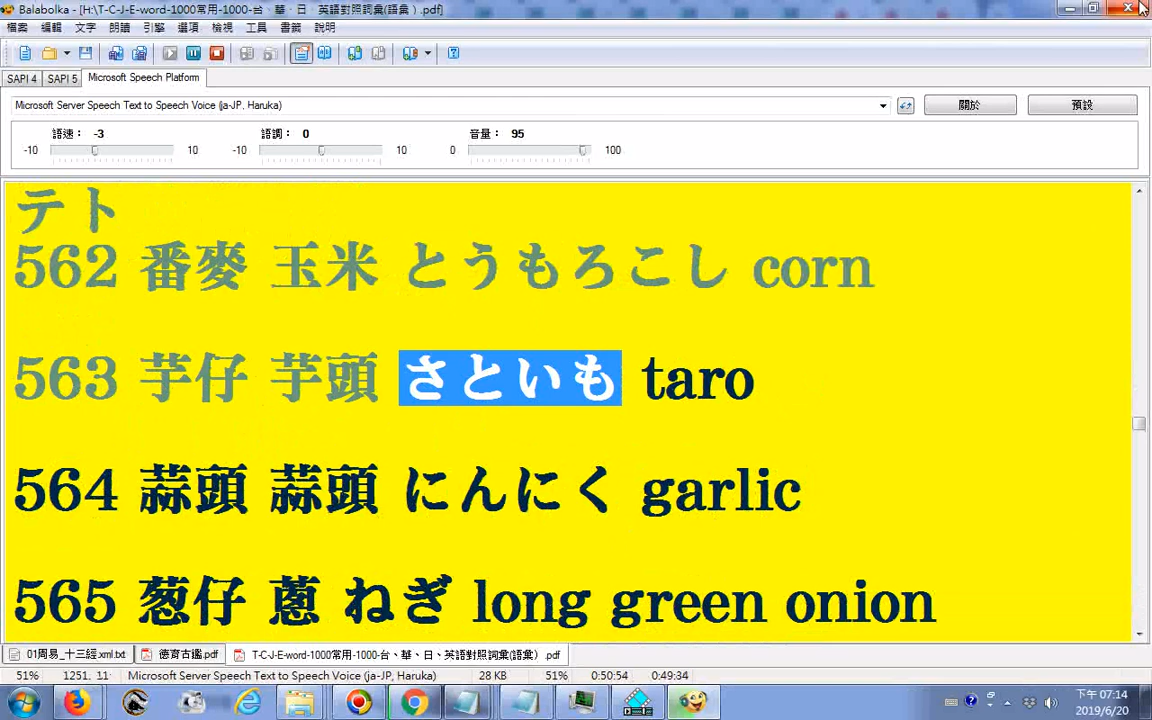 Balabolka - [H:\T-C-J-E-word-1000常用-1000-台、華、日、英語對照詞彙(語彙）.pdf]
檔案 編輯 文字 朗讀 引擎 選項 檢視 工具 書籤 說明
SAPI 4 SAPI 5 Microsoft Speech Platform
Microsoft Server Speech Text to Speech Voice (ja-JP, Haruka) 關於 預設
語速： -3 語調： 0 音量： 95
-10 10 -10 10 0 100
テト
562 番麥 玉米 とうもろこし corn
563 芋仔 芋頭 さといも taro
564 蒜頭 蒜頭 にんにく garlic
565 葱仔 蔥 ねぎ long green onion
01周易_十三經.xml.txt 德育古鑑.pdf T-C-J-E-word-1000常用-1000-台、華、日、英語對照詞彙(語彙）.pdf
51% 1251. 11 Microsoft Server Speech Text to Speech Voice (ja-JP, Haruka) 28 KB 51% 0:50:54 0:49:34
下午 07:14
2019/6/20